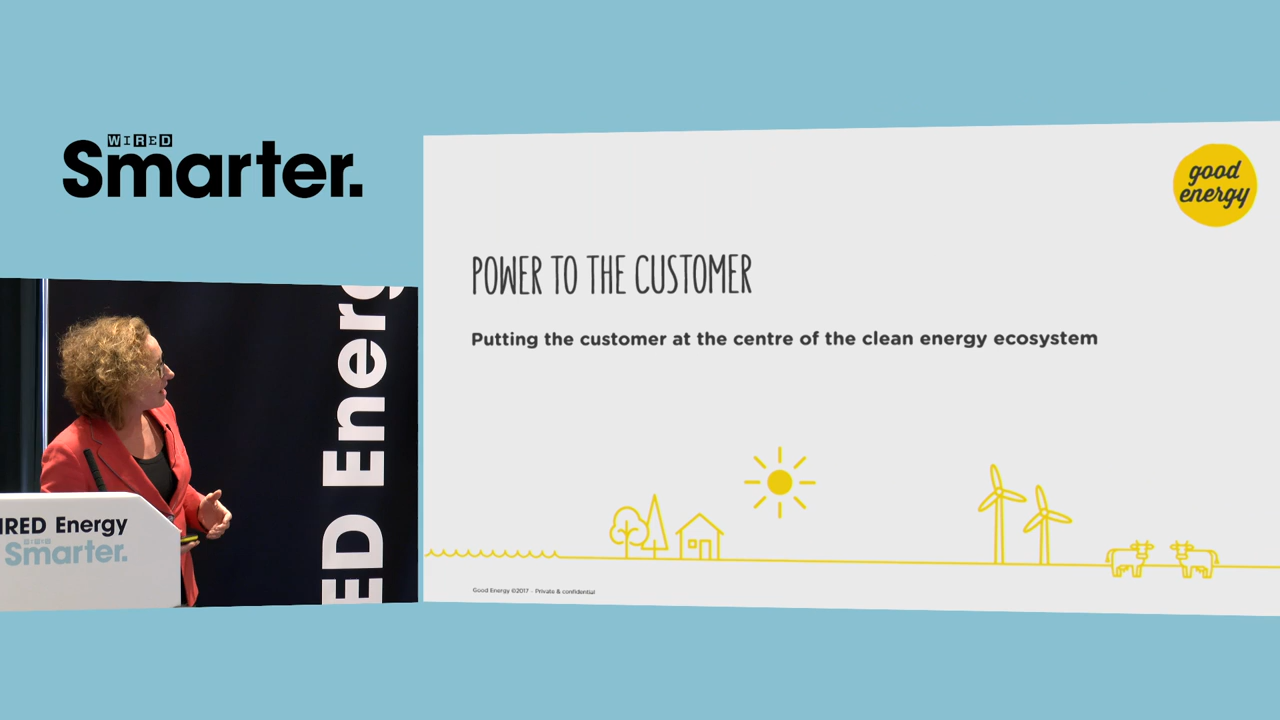 WIRED
Smarter.
good
energy
POWER TO THE CUSTOMER
Putting the customer at the centre of the clean energy ecosystem
ED Energ
IRED Energy
Smarter.
Good Energy ©2017 - Private & confidential